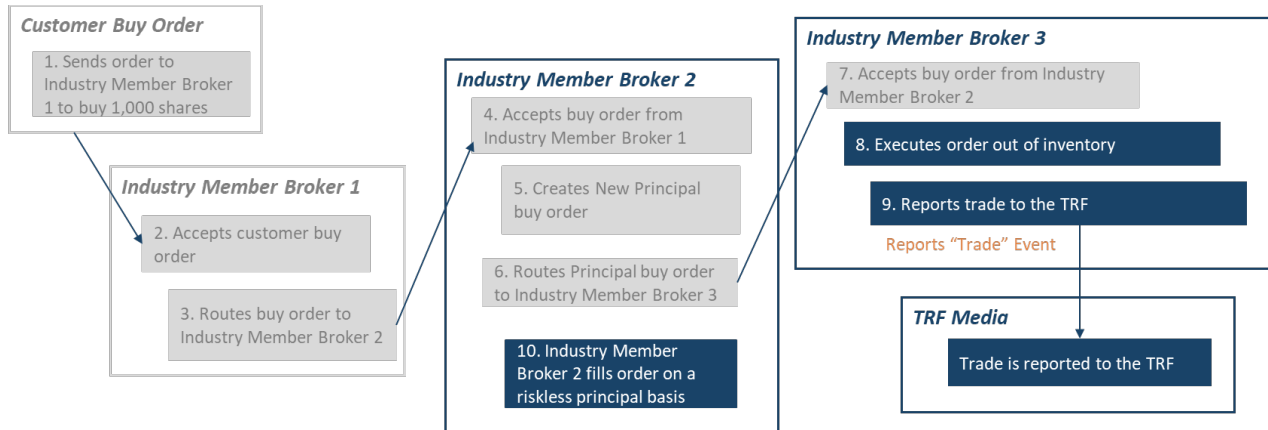 Customer Buy Order
1. Sends order to
Industry Member Broker
1 to buy 1,000 shares
Industry Member Broker 1
2. Accepts customer buy
order
3. Routes buy order to
Industry Member Broker 2
Industry Member Broker 2
4. Accepts buy order from
Industry Member Broker 1
5. Creates New Principal
buy order
6. Routes Principal buy order
to Industry Member Broker 3
10. Industry Member
Broker 2 fills order on a
riskless principal basis
Industry Member Broker 3
7. Accepts buy order from Industry
Member Broker 2
8. Executes order out of inventory
9. Reports trade to the TRF
Reports “Trade” Event
TRF Media
Trade is reported to the TRF